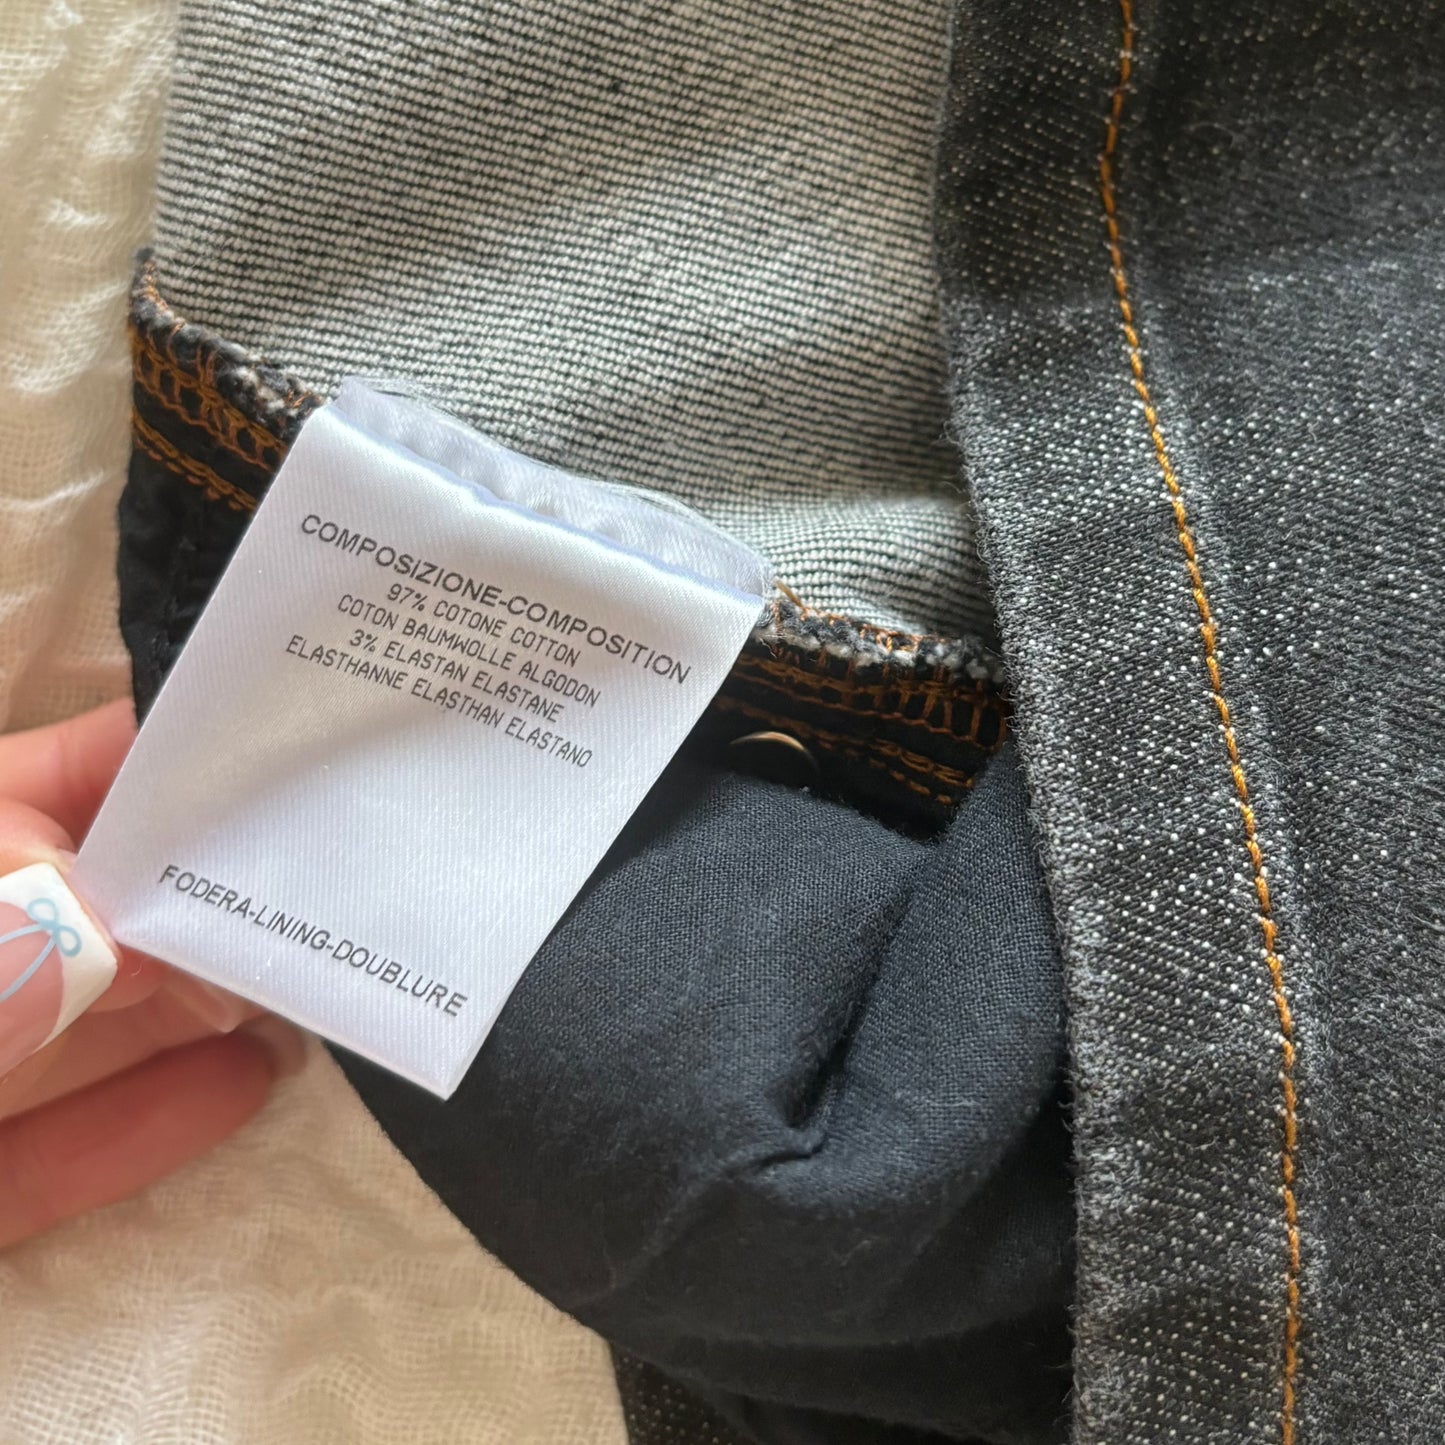 COMPOSIZIONE-COMPOSITION
97% COTONE COTTON
COTON BAUMWOLLE ALGODON
3% ELASTAN ELASTANE
ELASTHANNE ELASTHAN ELASTANO
FODERA-LINING-DOUBLURE